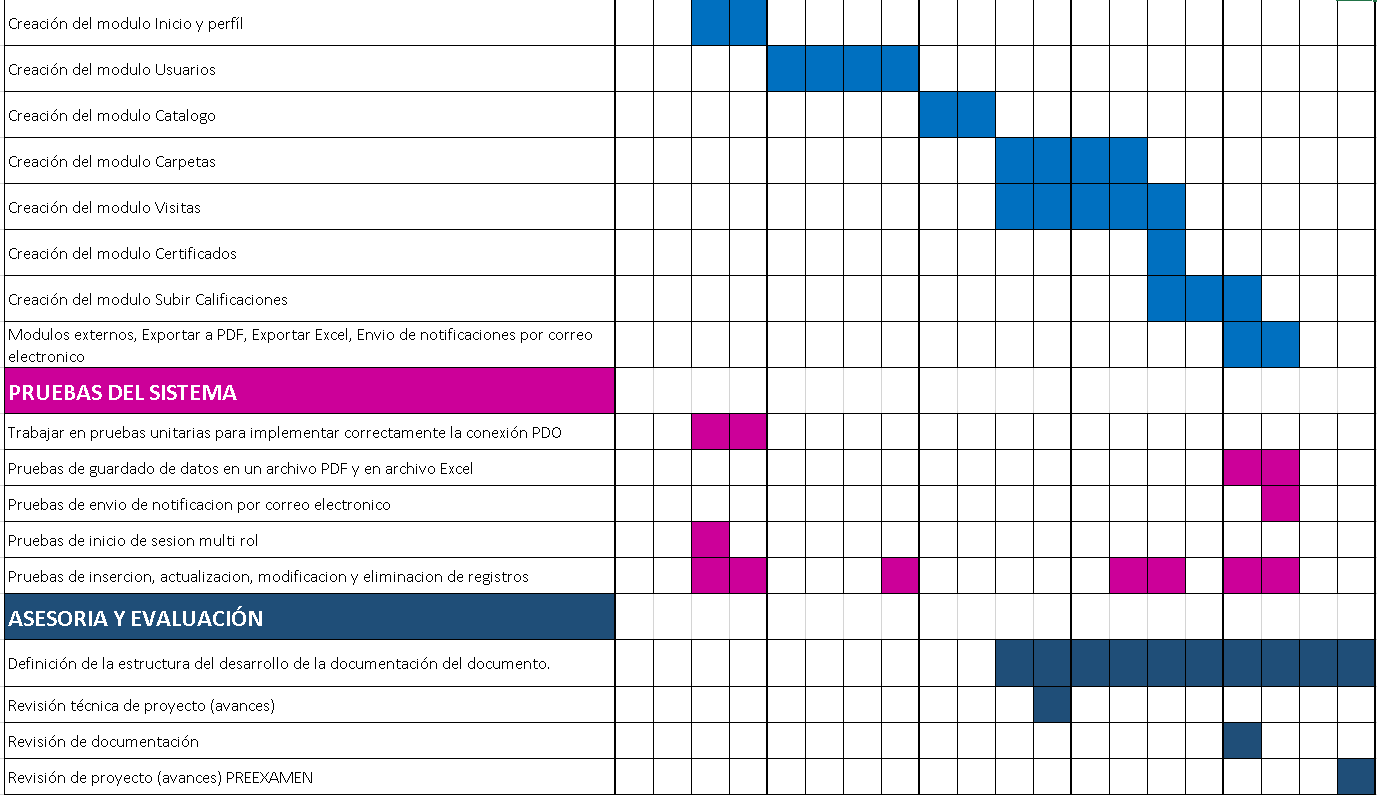 Creación del modulo Inicio y perfíl
Creación del modulo Usuarios
Creación del modulo Catalogo
Creación del modulo Carpetas
Creación del modulo Visitas
Creación del modulo Certificados
Creación del modulo Subir Calificaciones
Modulos externos, Exportar a PDF, Exportar Excel, Envio de notificaciones por correo
electronico
PRUEBAS DEL SISTEMA
Trabajar en pruebas unitarias para implementar correctamente la conexión PDO
Pruebas de guardado de datos en un archivo PDF y en archivo Excel
Pruebas de envio de notificacion por correo electronico
Pruebas de inicio de sesion multi rol
Pruebas de insercion, actualizacion, modificacion y eliminacion de registros
ASESORIA Y EVALUACIÓN
Definición de la estructura del desarrollo de la documentación del documento.
Revisión técnica de proyecto (avances)
Revisión de documentación
Revisión de proyecto (avances) PREEXAMEN